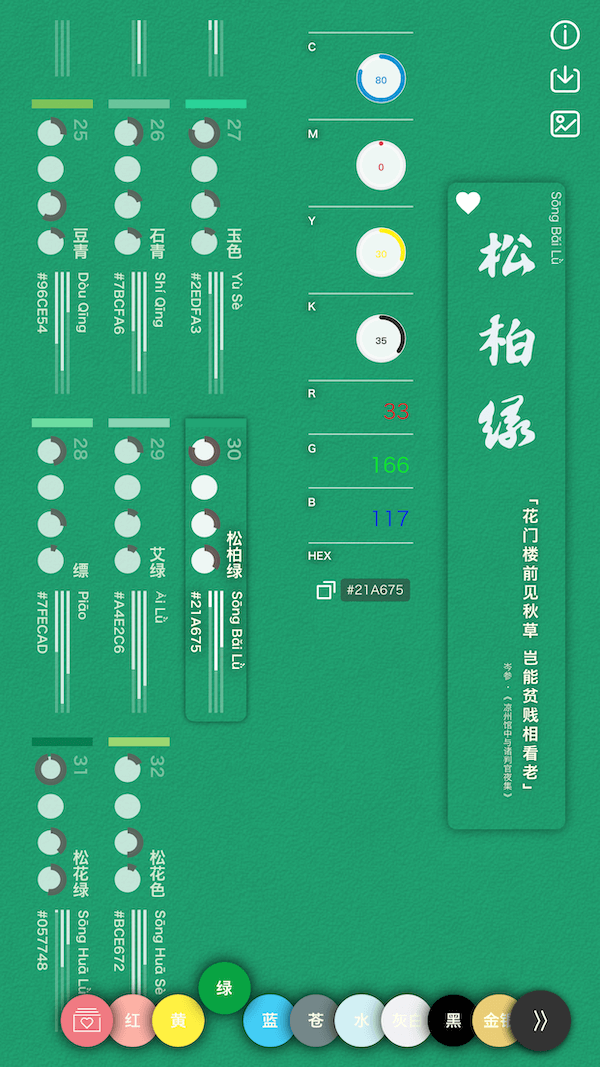 25
豆青
Dòu Qīng
#96CE54
26
石青
Shí Qīng
#7BCFA6
27
玉色
Yù Sè
#2EDFA3
28
缥
Piāo
#7FECAD
29
艾绿
Ài Lǜ
#A4E2C6
30
松柏绿
Sōng Bǎi Lǜ
#21A675
31
松花绿
Sōng Huā Lǜ
#057748
32
松花色
Sōng Huā Sè
#BCE672
C
80
M
0
Y
30
K
35
R
33
G
166
B
117
HEX
#21A675
Sōng Bǎi Lǜ
松柏绿
「花门楼前见秋草 岂能贫贱相看老」
岑参·《凉州馆中与诸判官夜集》
红
黄
绿
蓝
苍
水
灰白
黑
金银